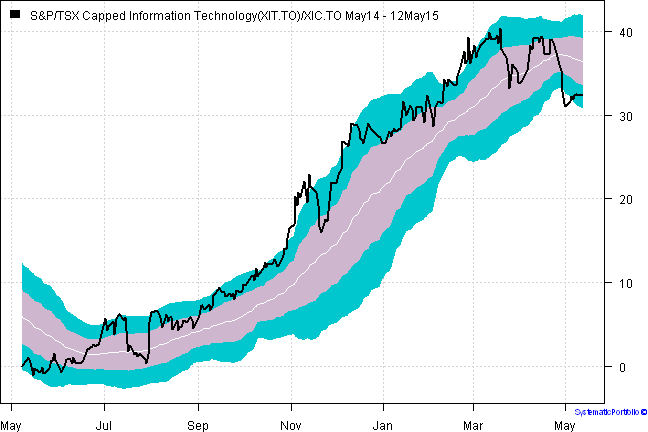 S&P/TSX Capped Information Technology(XIT.TO)/XIC.TO May14 - 12May15
40
30
20
10
0
May Jul Sep Nov Jan Mar May
SystematicPortfolio ©